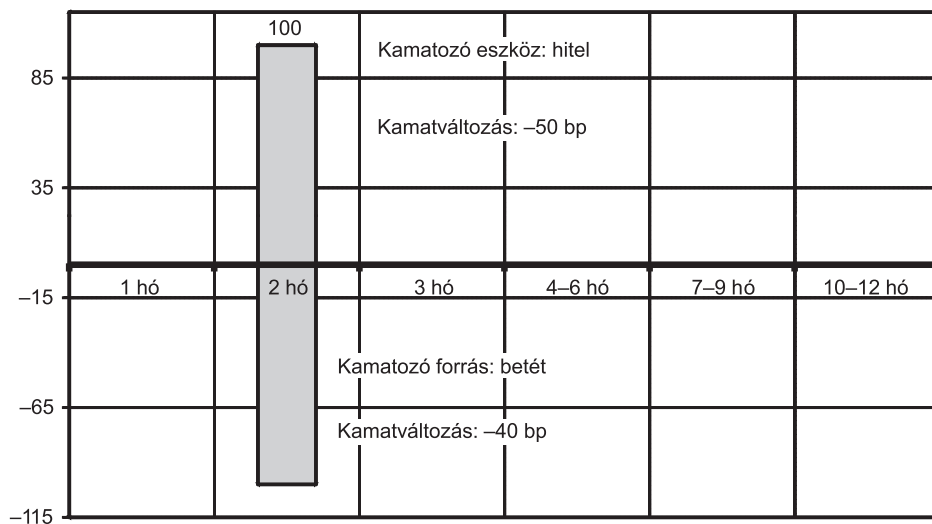 100
Kamatozó eszköz: hitel
85
Kamatváltozás: –50 bp
35
1 hó 2 hó 3 hó 4–6 hó 7–9 hó 10–12 hó
–15
Kamatozó forrás: betét
–65
Kamatváltozás: –40 bp
–115